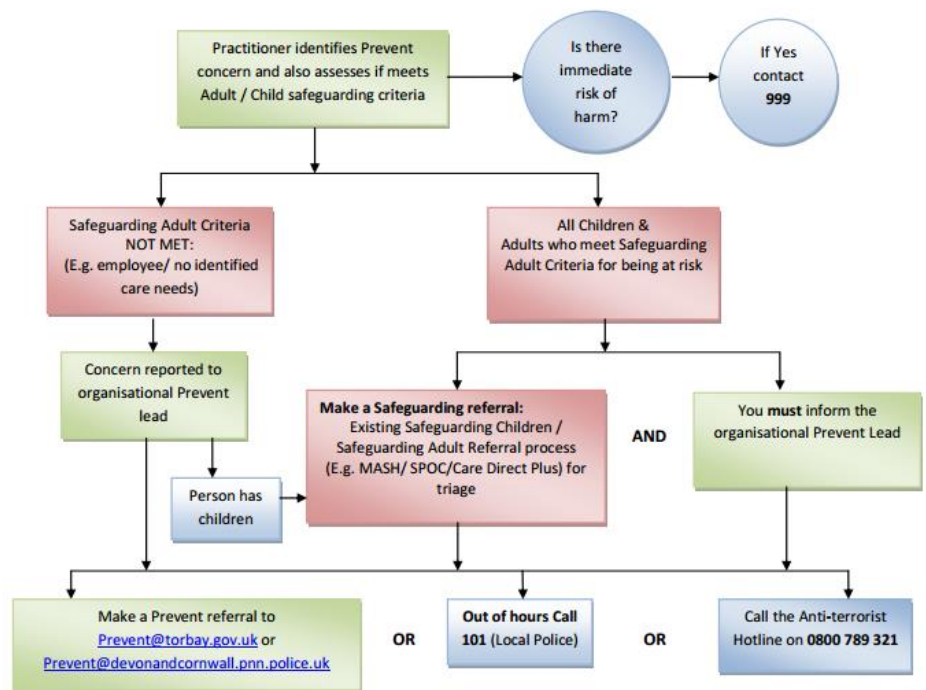 Practitioner identifies Prevent
concern and also assesses if meets
Adult / Child safeguarding criteria
Is there
immediate
risk of
harm?
If Yes
contact
999
Safeguarding Adult Criteria
NOT MET:
(E.g. employee/ no identified
care needs)
All Children &
Adults who meet Safeguarding
Adult Criteria for being at risk
Concern reported to
organisational Prevent
lead
Person has
children
Make a Safeguarding referral:
Existing Safeguarding Children /
Safeguarding Adult Referral process
(E.g. MASH/ SPOC/Care Direct Plus) for
triage
AND
You must inform the
organisational Prevent Lead
Make a Prevent referral to
Prevent@torbay.gov.uk or
Prevent@devonandcornwall.pnn.police.uk
OR
Out of hours Call
101 (Local Police)
OR
Call the Anti-terrorist
Hotline on 0800 789 321